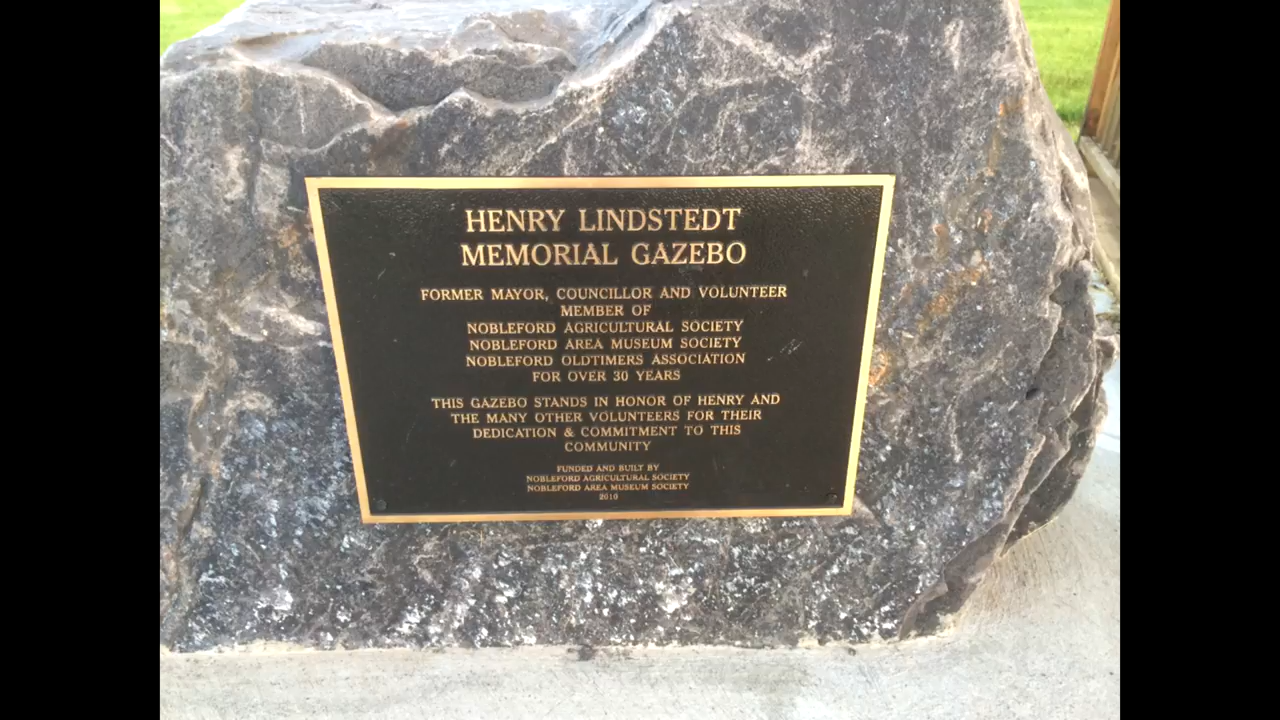 HENRY LINDSTEDT
MEMORIAL GAZEBO
FORMER MAYOR, COUNCILLOR AND VOLUNTEER
MEMBER OF
NOBLEFORD AGRICULTURAL SOCIETY
NOBLEFORD AREA MUSEUM SOCIETY
NOBLEFORD OLDTIMERS ASSOCIATION
FOR OVER 30 YEARS
THIS GAZEBO STANDS IN HONOR OF HENRY AND
THE MANY OTHER VOLUNTEERS FOR THEIR
DEDICATION & COMMITMENT TO THIS
COMMUNITY
FUNDED AND BUILT BY
NOBLEFORD AGRICULTURAL SOCIETY
NOBLEFORD AREA MUSEUM SOCIETY
2010